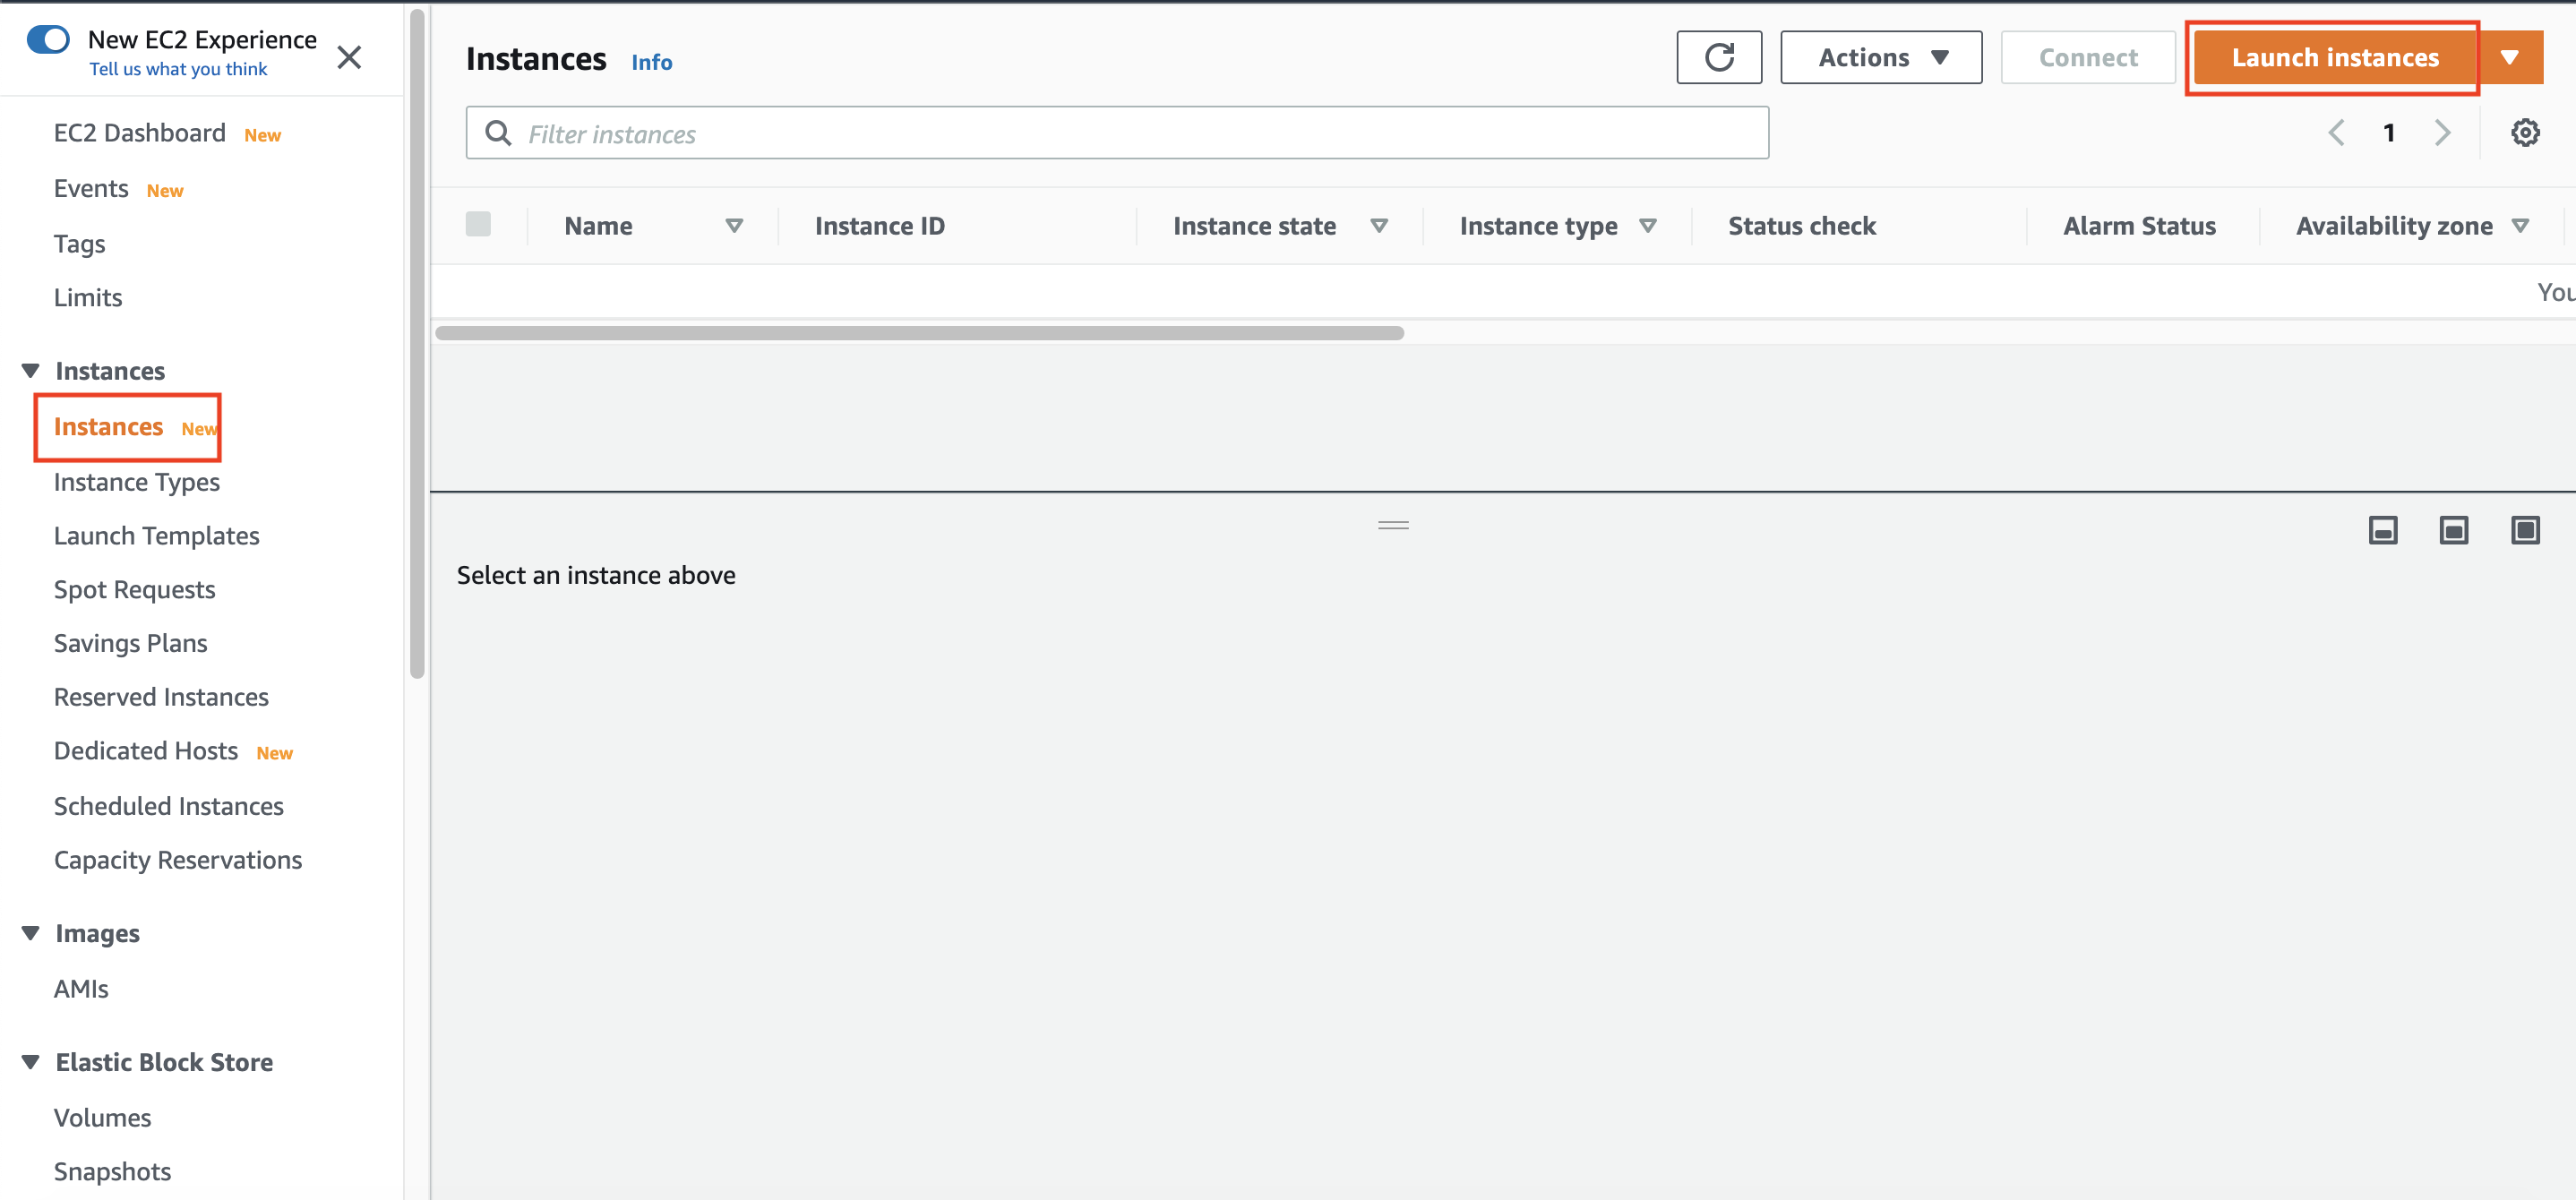 New EC2 Experience
Tell us what you think
EC2 Dashboard New
Events New
Tags
Limits
Instances
Instances New
Instance Types
Launch Templates
Spot Requests
Savings Plans
Reserved Instances
Dedicated Hosts New
Scheduled Instances
Capacity Reservations
Images
AMIs
Elastic Block Store
Volumes
Snapshots
Instances Info
Actions
Connect
Launch instances
Filter instances
1
Name Instance ID Instance state Instance type Status check Alarm Status Availability zone
You
Select an instance above